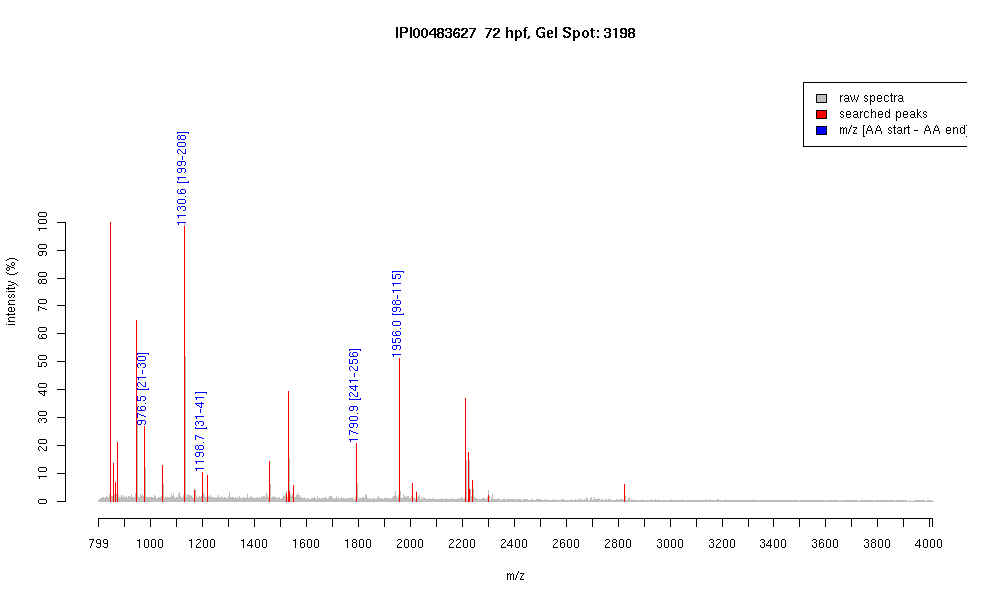 IPI00483627 72 hpf, Gel Spot: 3198
raw spectra
searched peaks
m/z [AA start - AA end]
1130.6 [199-208]
1956.0 [98-115]
976.5 [21-30]
1790.9 [241-256]
1198.7 [31-41]
intensity (%)
100
90
80
70
60
50
40
30
20
10
0
799 1000 1200 1400 1600 1800 2000 2200 2400 2600 2800 3000 3200 3400 3600 3800 4000
m/z